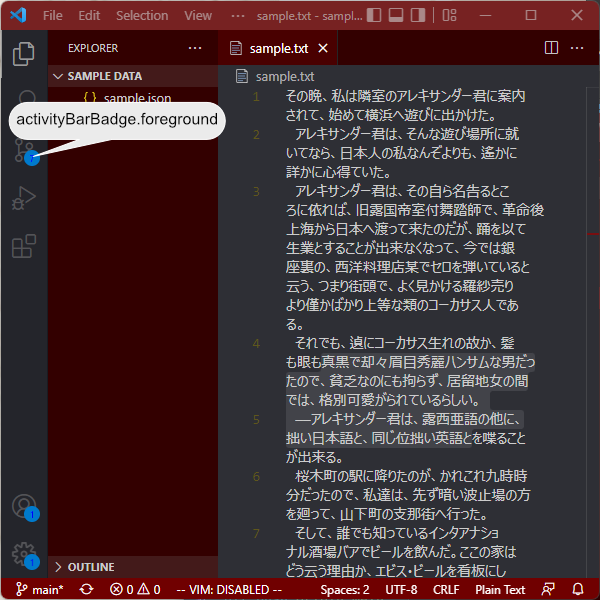 File Edit Selection View ··· sample.txt - sampl...
EXPLORER ···
sample.txt
SAMPLE DATA
sample.txt
{ } sample.json
activityBarBadge.foreground
1 その晩、私は隣室のアレキサンダー君に案内
されて、始めて横浜へ遊びに出かけた。
2 アレキサンダー君は、そんな遊び場所に就
いてなら、日本人の私なんぞよりも、遙かに
詳かに心得ていた。
3 アレキサンダー君は、その自ら名告るとこ
ろに依れば、旧露国帝室付舞踏師で、革命後
上海から日本へ渡って来たのだが、踊を以て
生業とすることが出来なくなって、今では銀
座裏の、西洋料理店某でセロを弾いていると
云う、つまり街頭で、よく見かける羅紗売り
より僅かばかり上等な類のコーカサス人であ
る。
4 それでも、遉にコーカサス生れの故か、髪
も眼も真黒で却々眉目秀麗ハンサムな男だっ
たので、貧乏なのにも拘らず、居留地女の間
では、格別可愛がられているらしい。
5 ―アレキサンダー君は、露西亜語の他に、
拙い日本語と、同じ位拙い英語とを喋ること
が出来る。
6 桜木町の駅に降りたのが、かれこれ九時時
分だったので、私達は、先ず暗い波止場の方
を廻って、山下町の支那街へ行った。
7 そして、誰でも知っているインタアナショ
ナル酒場バアでビールを飲んだ。ここの家は
どう云う理由か、エビス・ビールを看板にし
1
1
OUTLINE
main* 0 0 -- VIM: DISABLED -- Spaces: 2 UTF-8 CRLF Plain Text